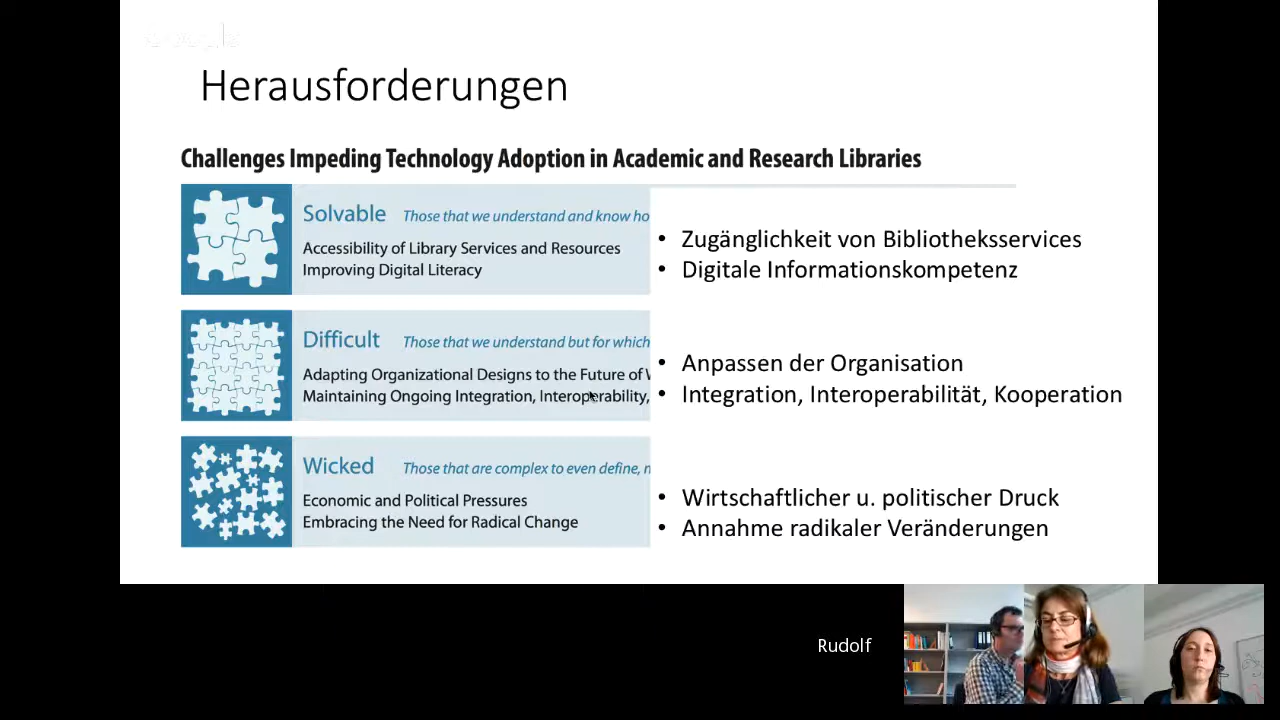 Herausforderungen
Challenges Impeding Technology Adoption in Academic and Research Libraries
Solvable Those that we understand and know ho
Accessibility of Library Services and Resources
Improving Digital Literacy
• Zugänglichkeit von Bibliotheksservices
• Digitale Informationskompetenz
Difficult Those that we understand but for which
Adapting Organizational Designs to the Future of
Maintaining Ongoing Integration, Interoperability,
• Anpassen der Organisation
• Integration, Interoperabilität, Kooperation
Wicked Those that are complex to even define,
Economic and Political Pressures
Embracing the Need for Radical Change
• Wirtschaftlicher u. politischer Druck
• Annahme radikaler Veränderungen
Rudolf